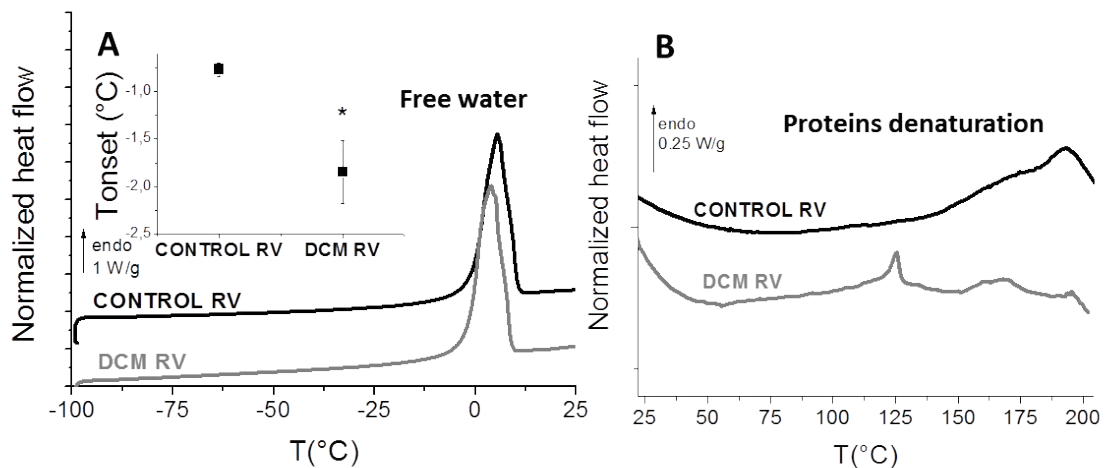 A
Normalized heat flow
Tonset (°C)
-1,0
-1,5
-2,0
-2,5
*
CONTROL RV
DCM RV
endo
1 W/g
Free water
CONTROL RV
DCM RV
-100
-75
-50
-25
0
25
T(°C)
B
Normalized heat flow
endo
0.25 W/g
Proteins denaturation
CONTROL RV
DCM RV
25
50
75
100
125
150
175
200
T(°C)